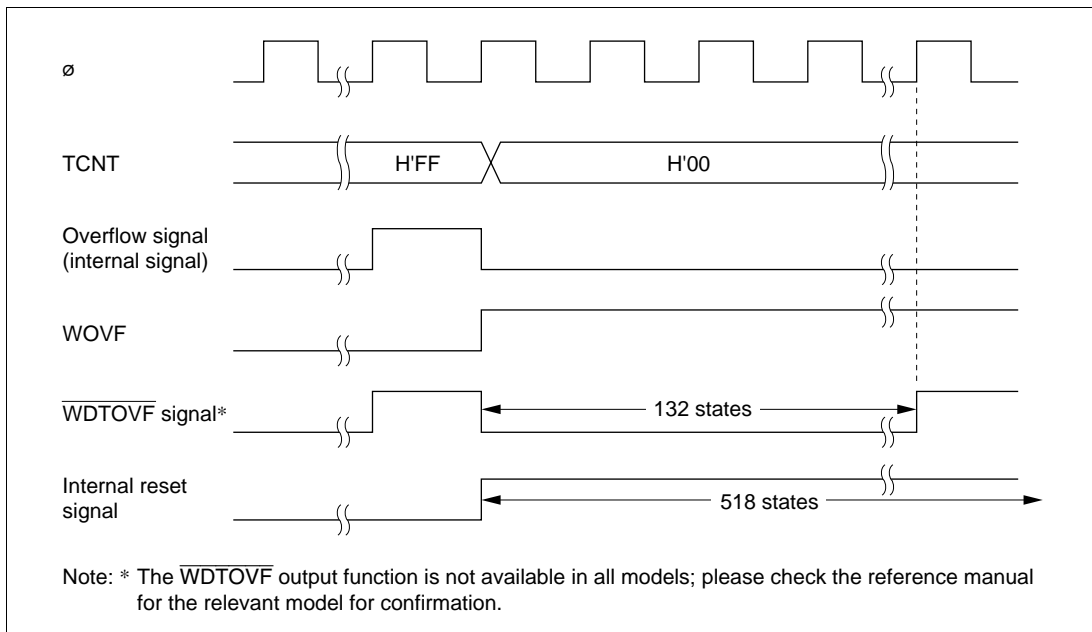 ø
TCNT
H'FF
H'00
Overflow signal
(internal signal)
WOVF
WDTOVF signal*
132 states
Internal reset
signal
518 states
Note: * The WDTOVF output function is not available in all models; please check the reference manual
for the relevant model for confirmation.